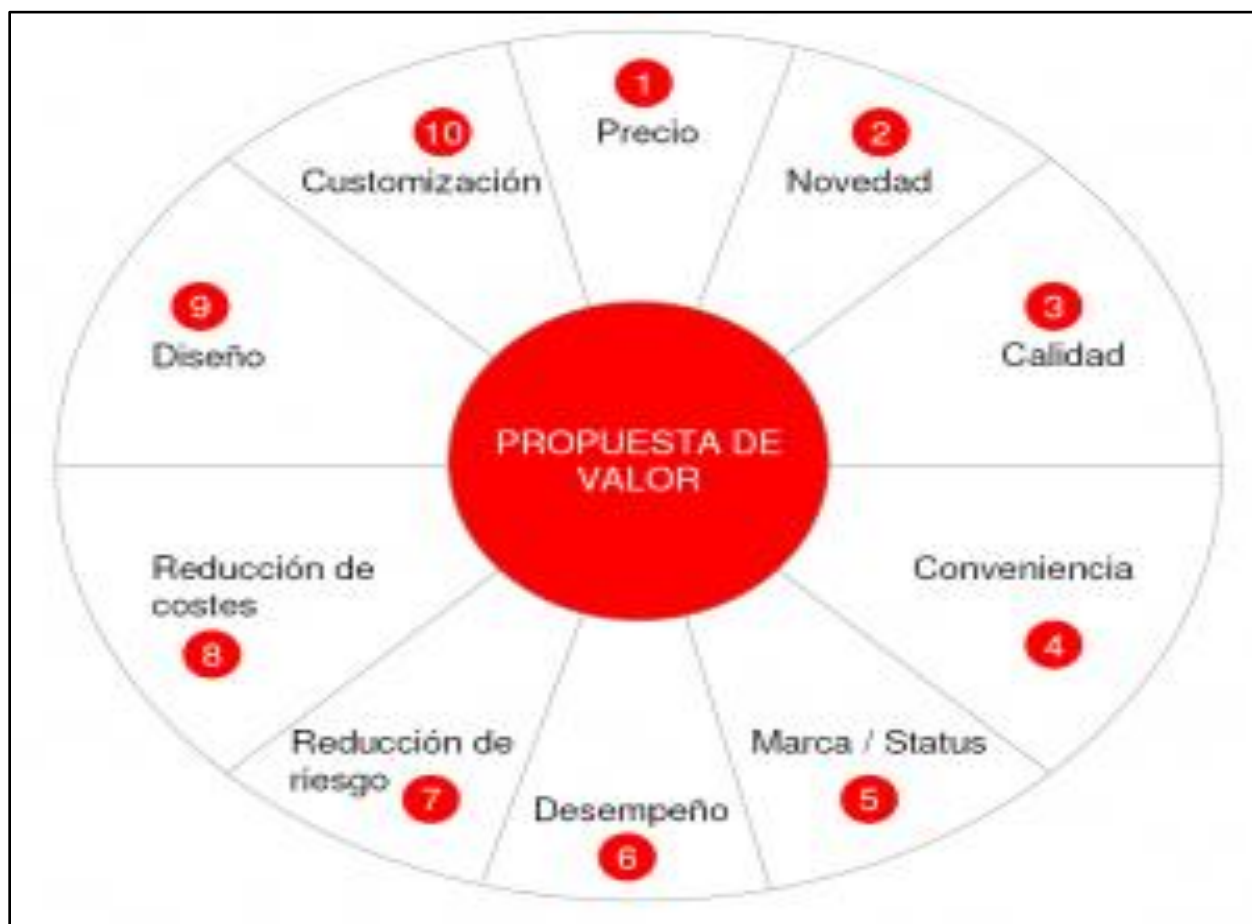 1
Precio
2
Novedad
3
Calidad
Conveniencia
4
Marca / Status
5
Desempeño
6
Reducción de
riesgo
7
Reducción de
costes
8
9
Diseño
10
Customización
PROPUESTA DE
VALOR